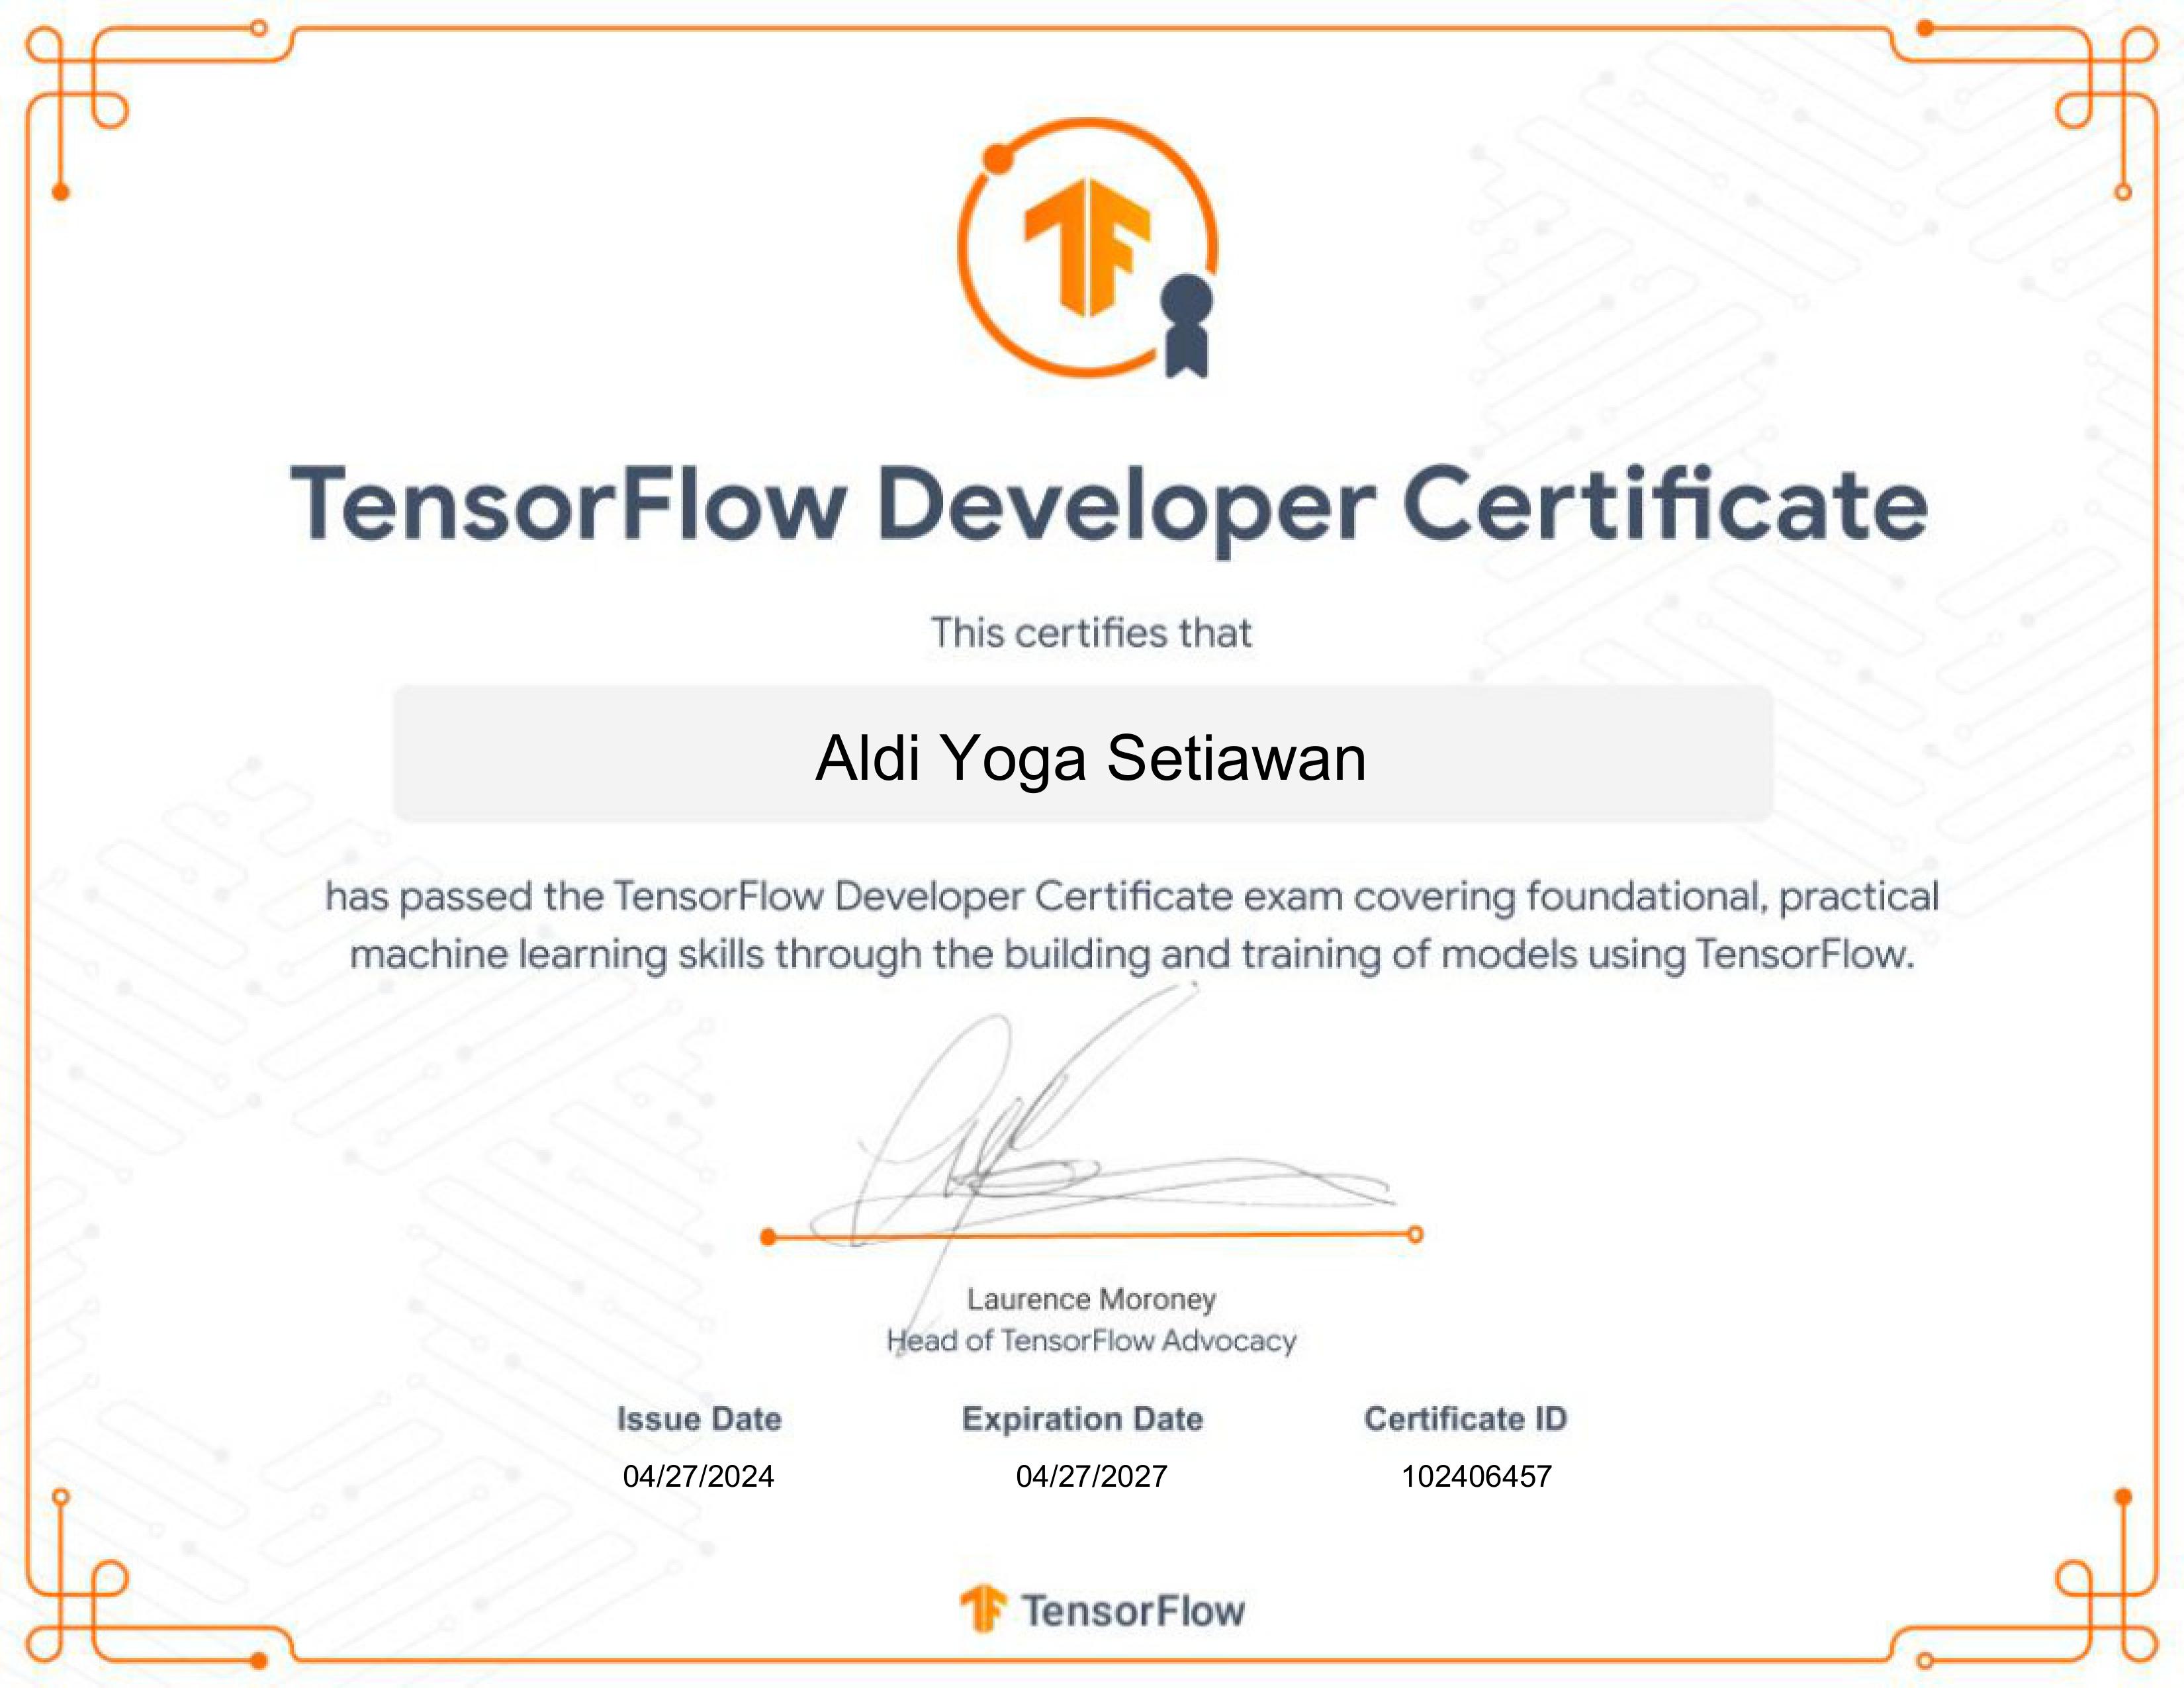 TensorFlow Developer Certificate
This certifies that
Aldi Yoga Setiawan
has passed the TensorFlow Developer Certificate exam covering foundational, practical
machine learning skills through the building and training of models using TensorFlow.
Laurence Moroney
Head of TensorFlow Advocacy
Issue Date Expiration Date Certificate ID
04/27/2024 04/27/2027 102406457
TensorFlow